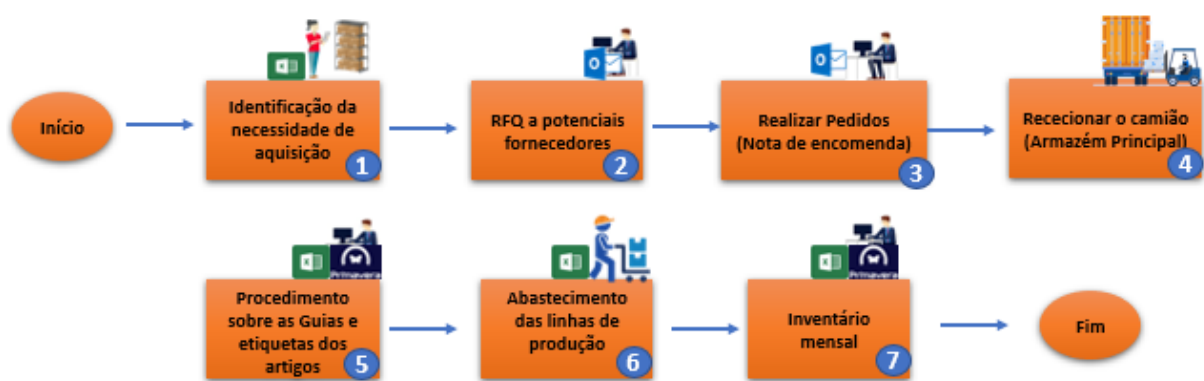 Início
Identificação da
necessidade de
aquisição
1
RFQ a potenciais
fornecedores
2
Realizar Pedidos
(Nota de encomenda)
3
Rececionar o camião
(Armazém Principal)
4
Primavera
Procedimento
sobre as Guias e
etiquetas dos
artigos
5
Abastecimento
das linhas de
produção
6
Primavera
Inventário
mensal
7
Fim